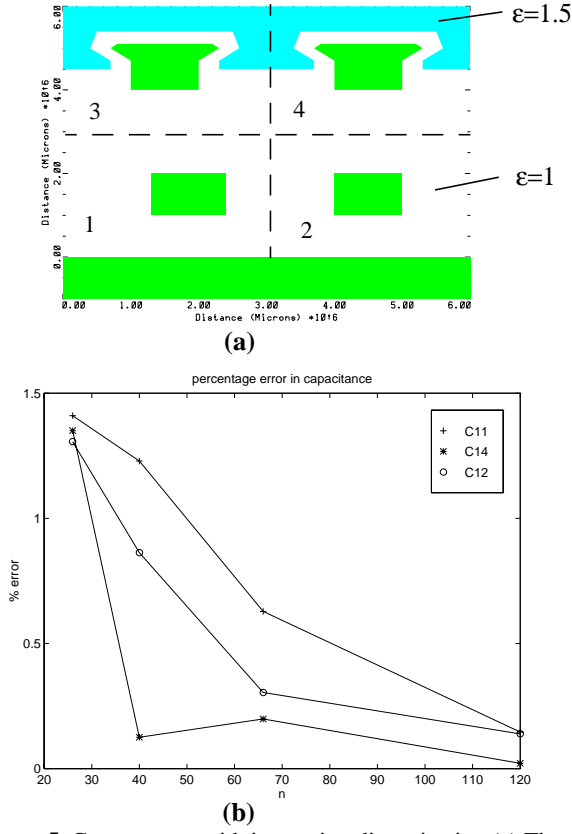 6.00
ε=1.5
4.00
3
4
Distance (Microns) *10↑6
2.00
ε=1
1
2
0.00
0.00 1.00 2.00 3.00 4.00 5.00 6.00
Distance (Microns) *10↑6
(a)
percentage error in capacitance
1.5
C11
C14
C12
1
% error
0.5
0
20 30 40 50 60 70 80 90 100 110 120
n
(b)